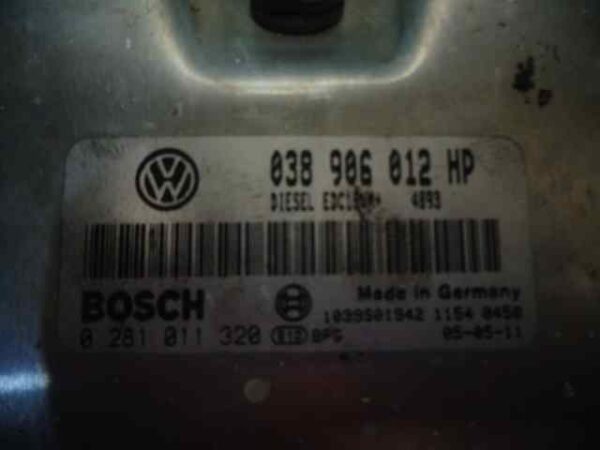 038 906 012 HP
DIESEL 4893
BOSCH
Made in Germany
1039S01942 1154 0450
0 281 011 320
05-05-11